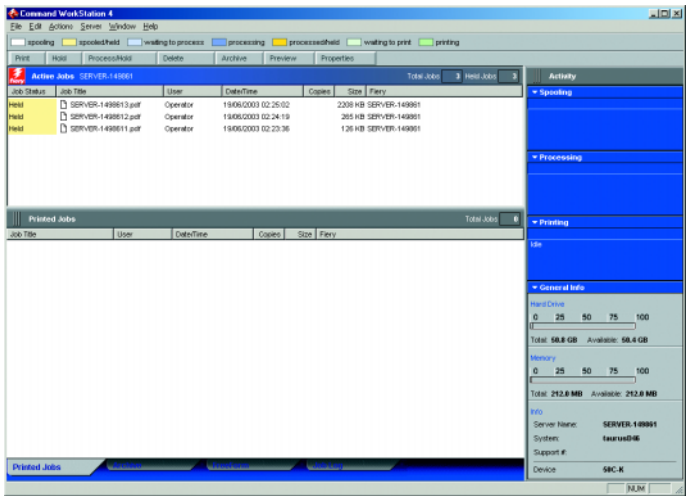 Command WorkStation 4
File Edit Actions Server Window Help
spooling spooled/held waiting to process processing processed/held waiting to print printing
Print Hold Process/Hold Delete Archive Preview Properties
fiery Active Jobs SERVER-149861 Total Jobs 3 Held Jobs 3
Job Status Job Title User Date/Time Copies Size Fiery
Held SERVER-1498613.pdf Operator 19/06/2003 02:25:02 2208 KB SERVER-149861
Held SERVER-1498612.pdf Operator 19/06/2003 02:24:19 265 KB SERVER-149861
Held SERVER-1498611.pdf Operator 19/06/2003 02:23:36 126 KB SERVER-149861
Printed Jobs Total Jobs 0
Job Title User Date/Time Copies Size Fiery
Activity
Spooling
Processing
Printing
Idle
General Info
Hard Drive
0 25 50 75 100
Total: 50.8 GB Available: 50.4 GB
Memory
0 25 50 75 100
Total: 212.0 MB Available: 212.0 MB
Info
Server Name: SERVER-149861
System: taurus046
Support #:
Device 50C-K
Printed Jobs Archive Job Log
NUM